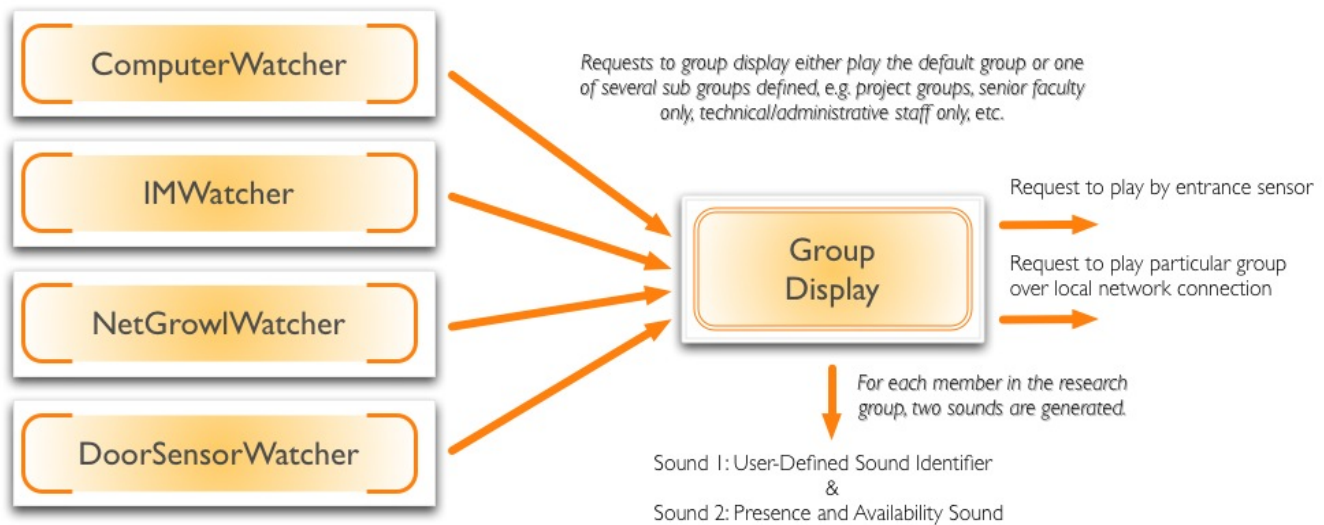 ComputerWatcher
IMWatcher
NetGrowlWatcher
DoorSensorWatcher
Requests to group display either play the default group or one
of several sub groups defined, e.g. project groups, senior faculty
only, technical/administrative staff only, etc.
Group
Display
Request to play by entrance sensor
Request to play particular group
over local network connection
For each member in the research
group, two sounds are generated.
Sound 1: User-Defined Sound Identifier
&
Sound 2: Presence and Availability Sound